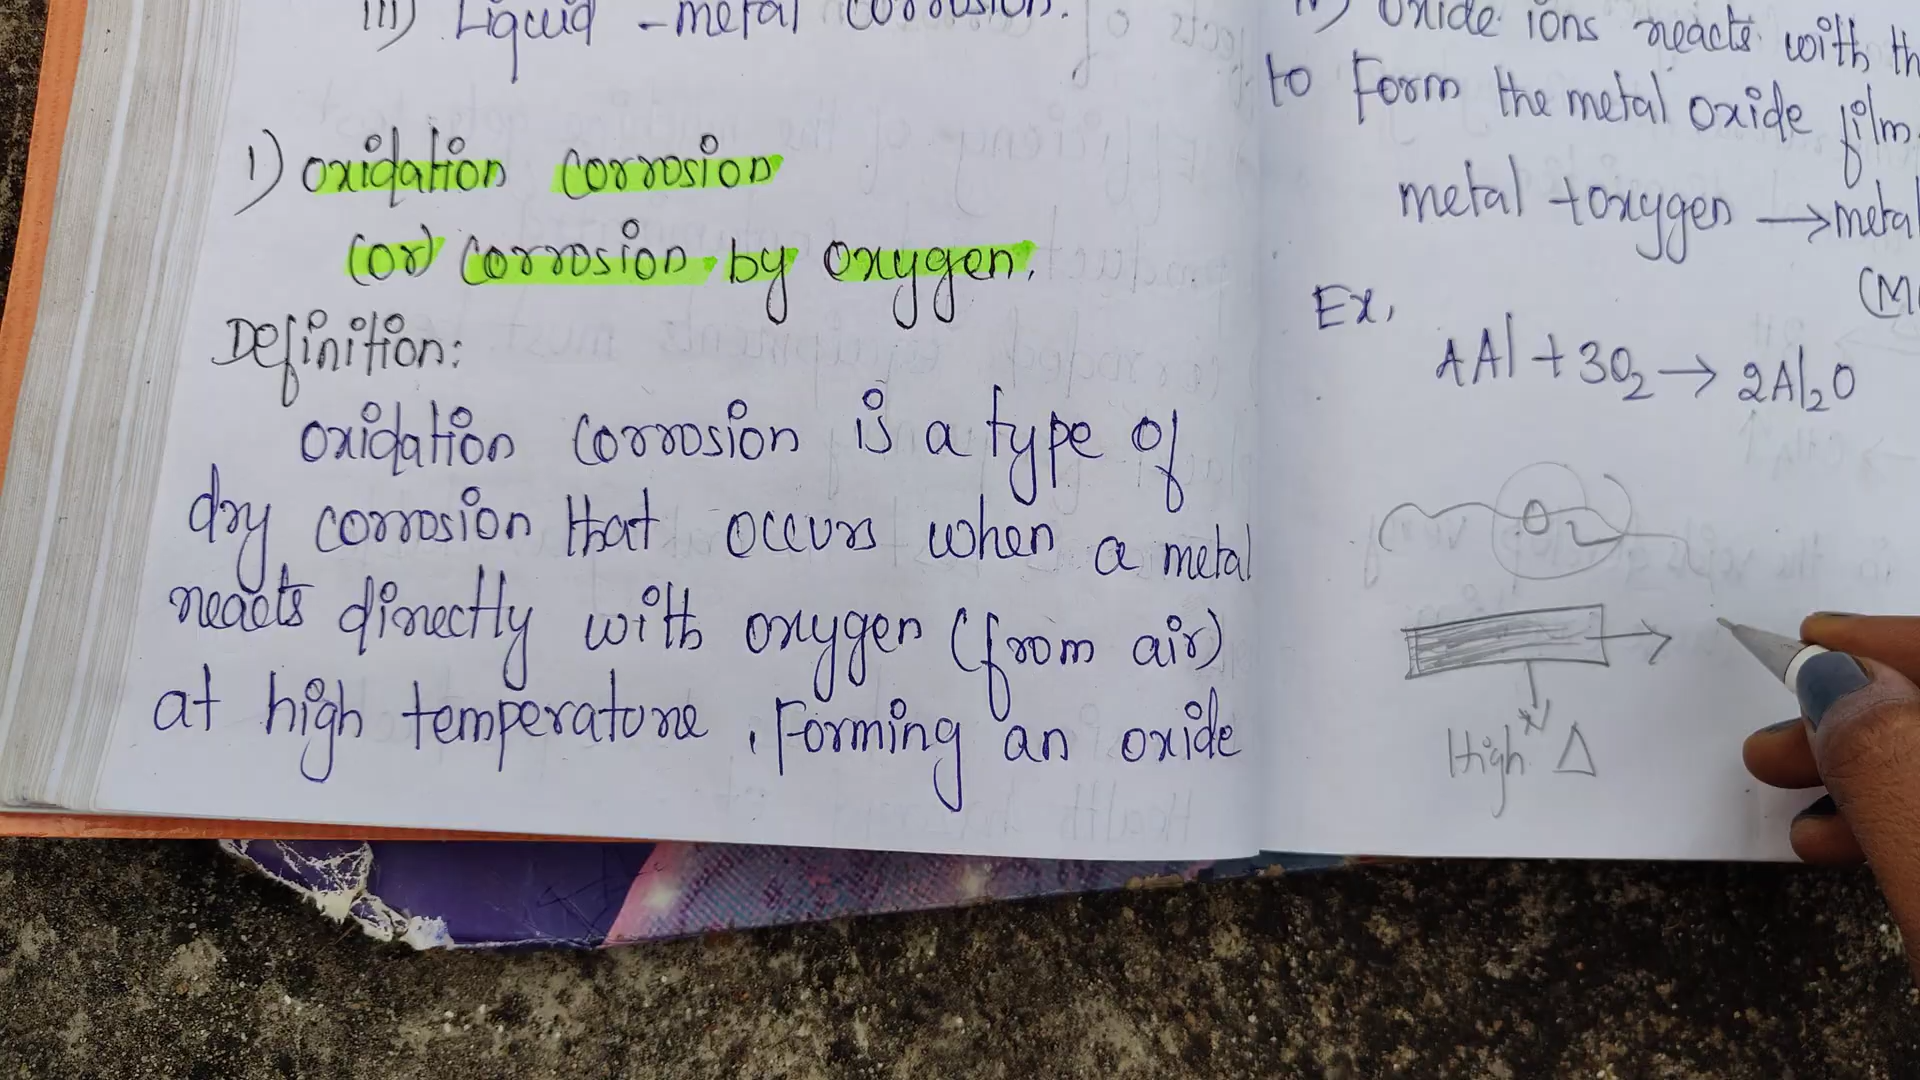 iii) Liquid - metal corrosion.
1) oxidation corrosion
(or) corrosion by oxygen.
Definition:
oxidation corrosion is a type of
dry corrosion that occurs when a metal
reacts directly with oxygen (from air)
at high temperature, Forming an oxide
oxide ions reacts with
to Form the metal oxide film.
metal + oxygen → metal
Ex,
4Al + 3O₂ → 2Al₂O
O₂
High Δ